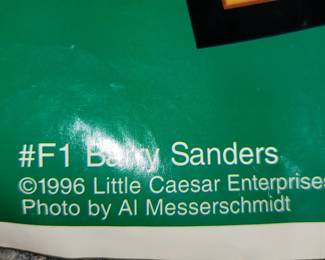 #F1 Barry Sanders
©1996 Little Caesar Enterprises
Photo by Al Messerschmidt